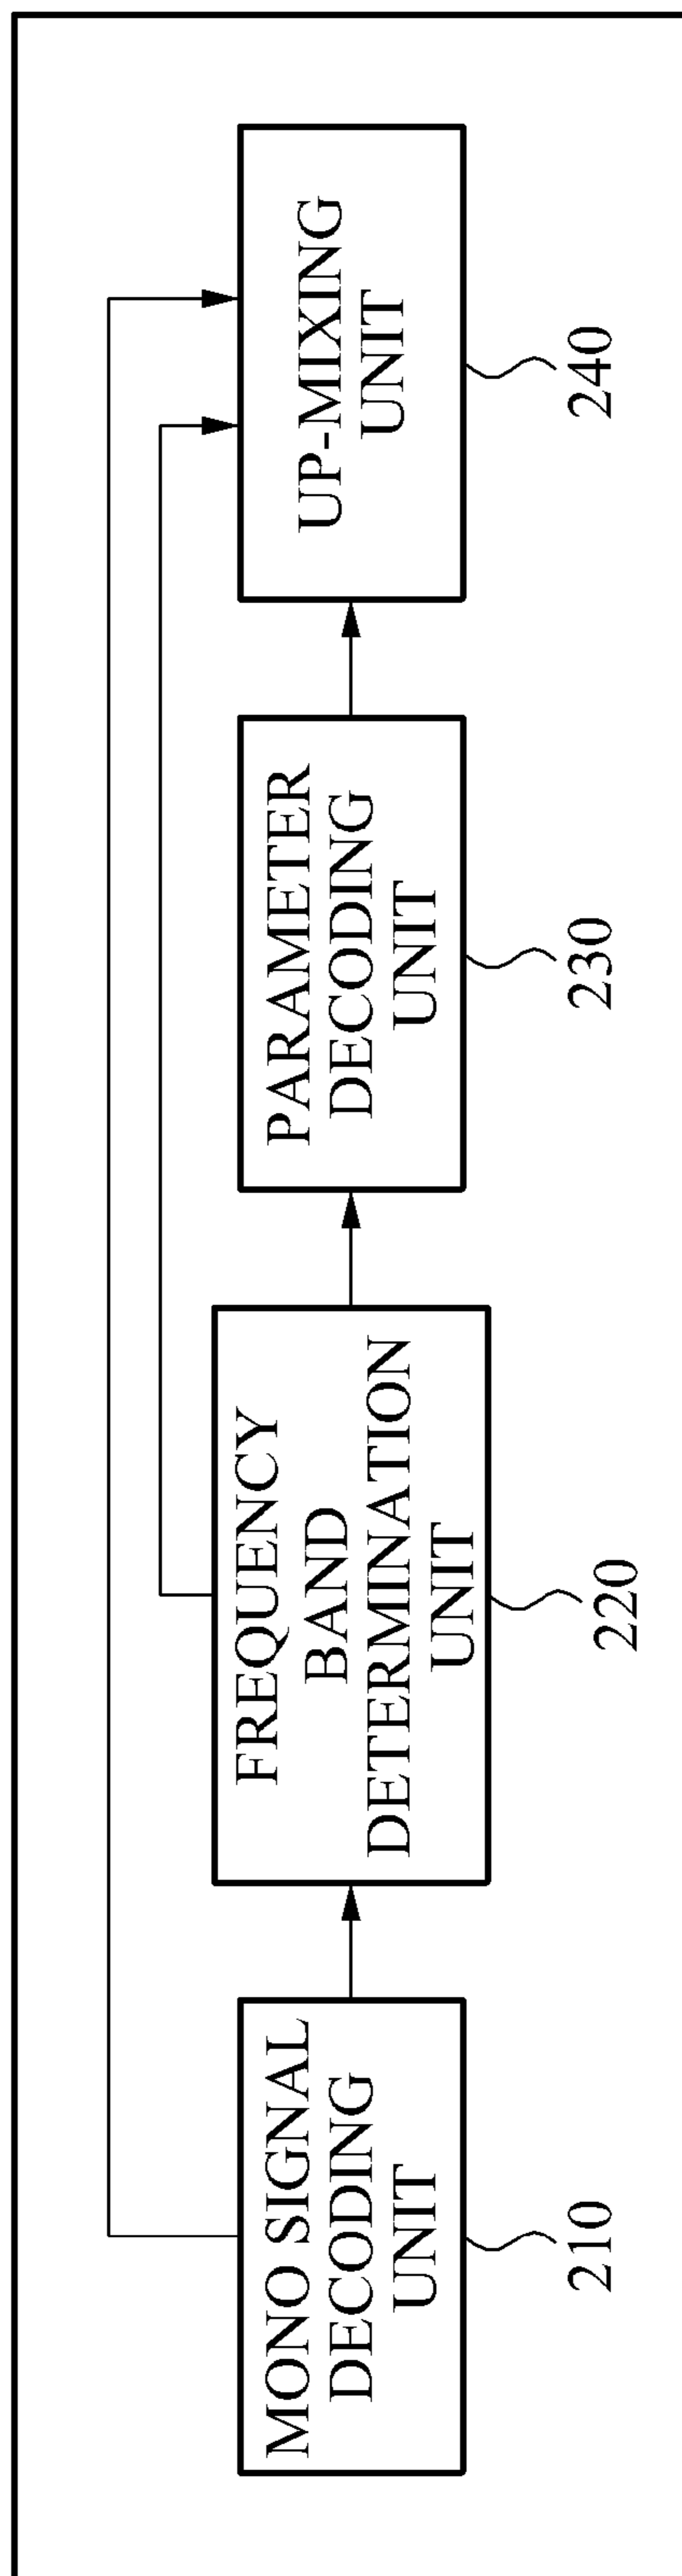 MONO SIGNAL
DECODING
UNIT
210
FREQUENCY
BAND
DETERMINATION
UNIT
220
PARAMETER
DECODING
UNIT
230
UP-MIXING
UNIT
240